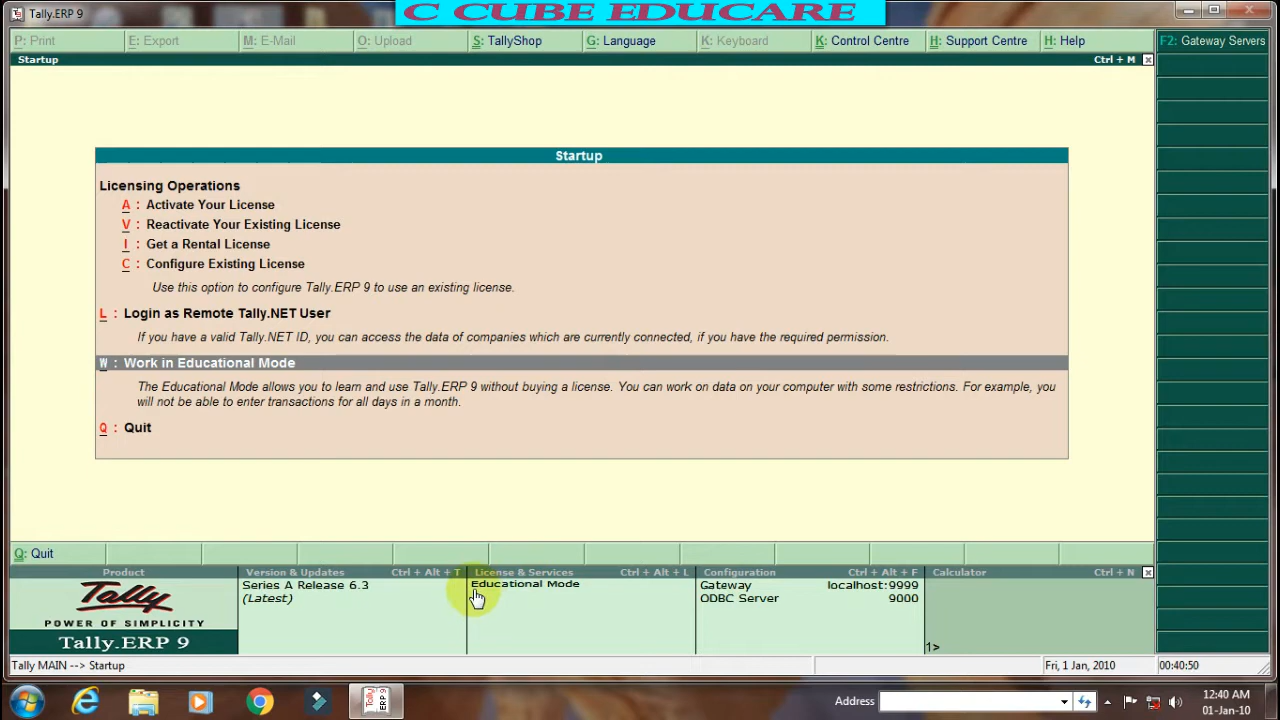 Tally.ERP 9
C CUBE EDUCARE
P: Print E: Export M: E-Mail O: Upload S: TallyShop G: Language K: Keyboard K: Control Centre H: Support Centre H: Help F2: Gateway Servers
Startup Ctrl + M
Startup
Licensing Operations
A : Activate Your License
V : Reactivate Your Existing License
I : Get a Rental License
C : Configure Existing License
Use this option to configure Tally.ERP 9 to use an existing license.
L : Login as Remote Tally.NET User
If you have a valid Tally.NET ID, you can access the data of companies which are currently connected, if you have the required permission.
W : Work in Educational Mode
The Educational Mode allows you to learn and use Tally.ERP 9 without buying a license. You can work on data on your computer with some restrictions. For example, you
will not be able to enter transactions for all days in a month.
Q : Quit
Q: Quit
Product Version & Updates Ctrl + Alt + T License & Services Ctrl + Alt + L Configuration Ctrl + Alt + F Calculator Ctrl + N
Tally
POWER OF SIMPLICITY
Tally.ERP 9
Series A Release 6.3
(Latest)
Educational Mode
Gateway localhost:9999
ODBC Server 9000
1>
Tally MAIN --> Startup Fri, 1 Jan, 2010 00:40:50
Tally ERP 9
Address
12:40 AM
01-Jan-10